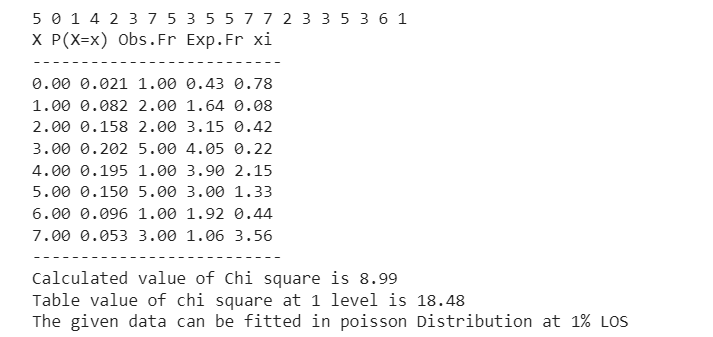 5 0 1 4 2 3 7 5 3 5 5 7 7 2 3 3 5 3 6 1
X P(X=x) Obs.Fr Exp.Fr xi
--------------------------
0.00 0.021 1.00 0.43 0.78
1.00 0.082 2.00 1.64 0.08
2.00 0.158 2.00 3.15 0.42
3.00 0.202 5.00 4.05 0.22
4.00 0.195 1.00 3.90 2.15
5.00 0.150 5.00 3.00 1.33
6.00 0.096 1.00 1.92 0.44
7.00 0.053 3.00 1.06 3.56
--------------------------
Calculated value of Chi square is 8.99
Table value of chi square at 1 level is 18.48
The given data can be fitted in poisson Distribution at 1% LOS